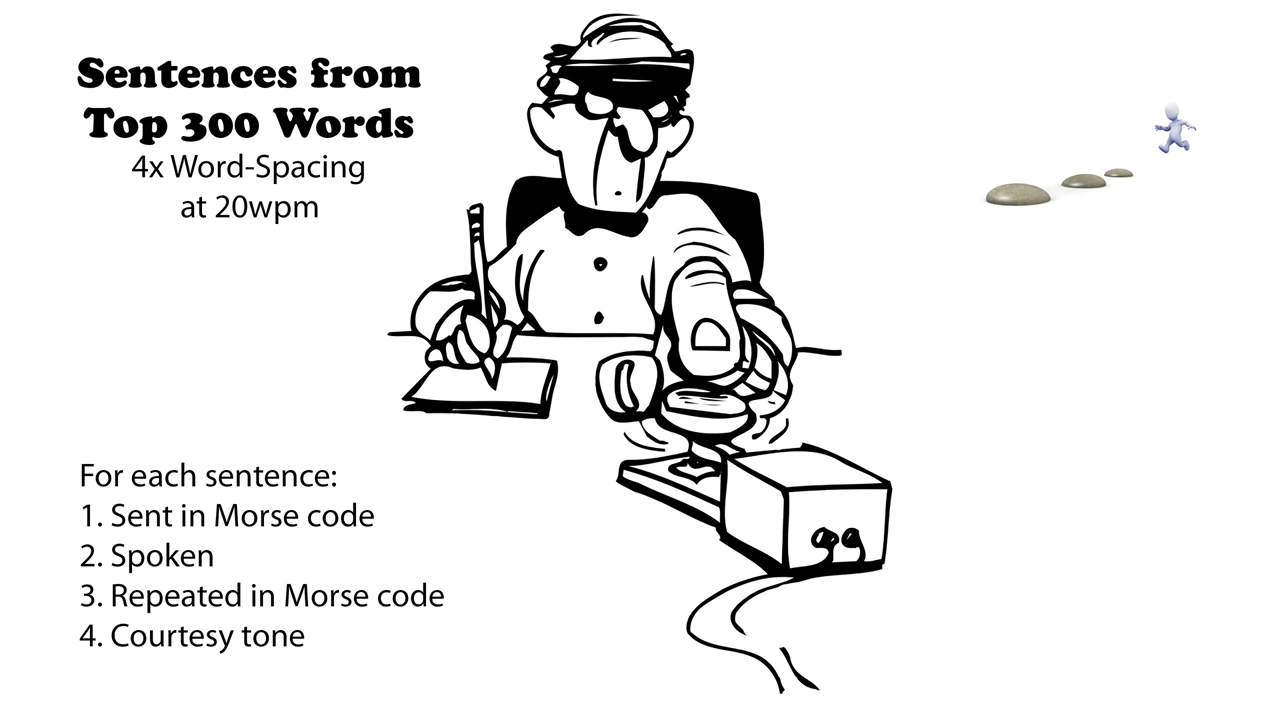 Sentences from
Top 300 Words
4x Word-Spacing
at 20wpm
For each sentence:
1. Sent in Morse code
2. Spoken
3. Repeated in Morse code
4. Courtesy tone